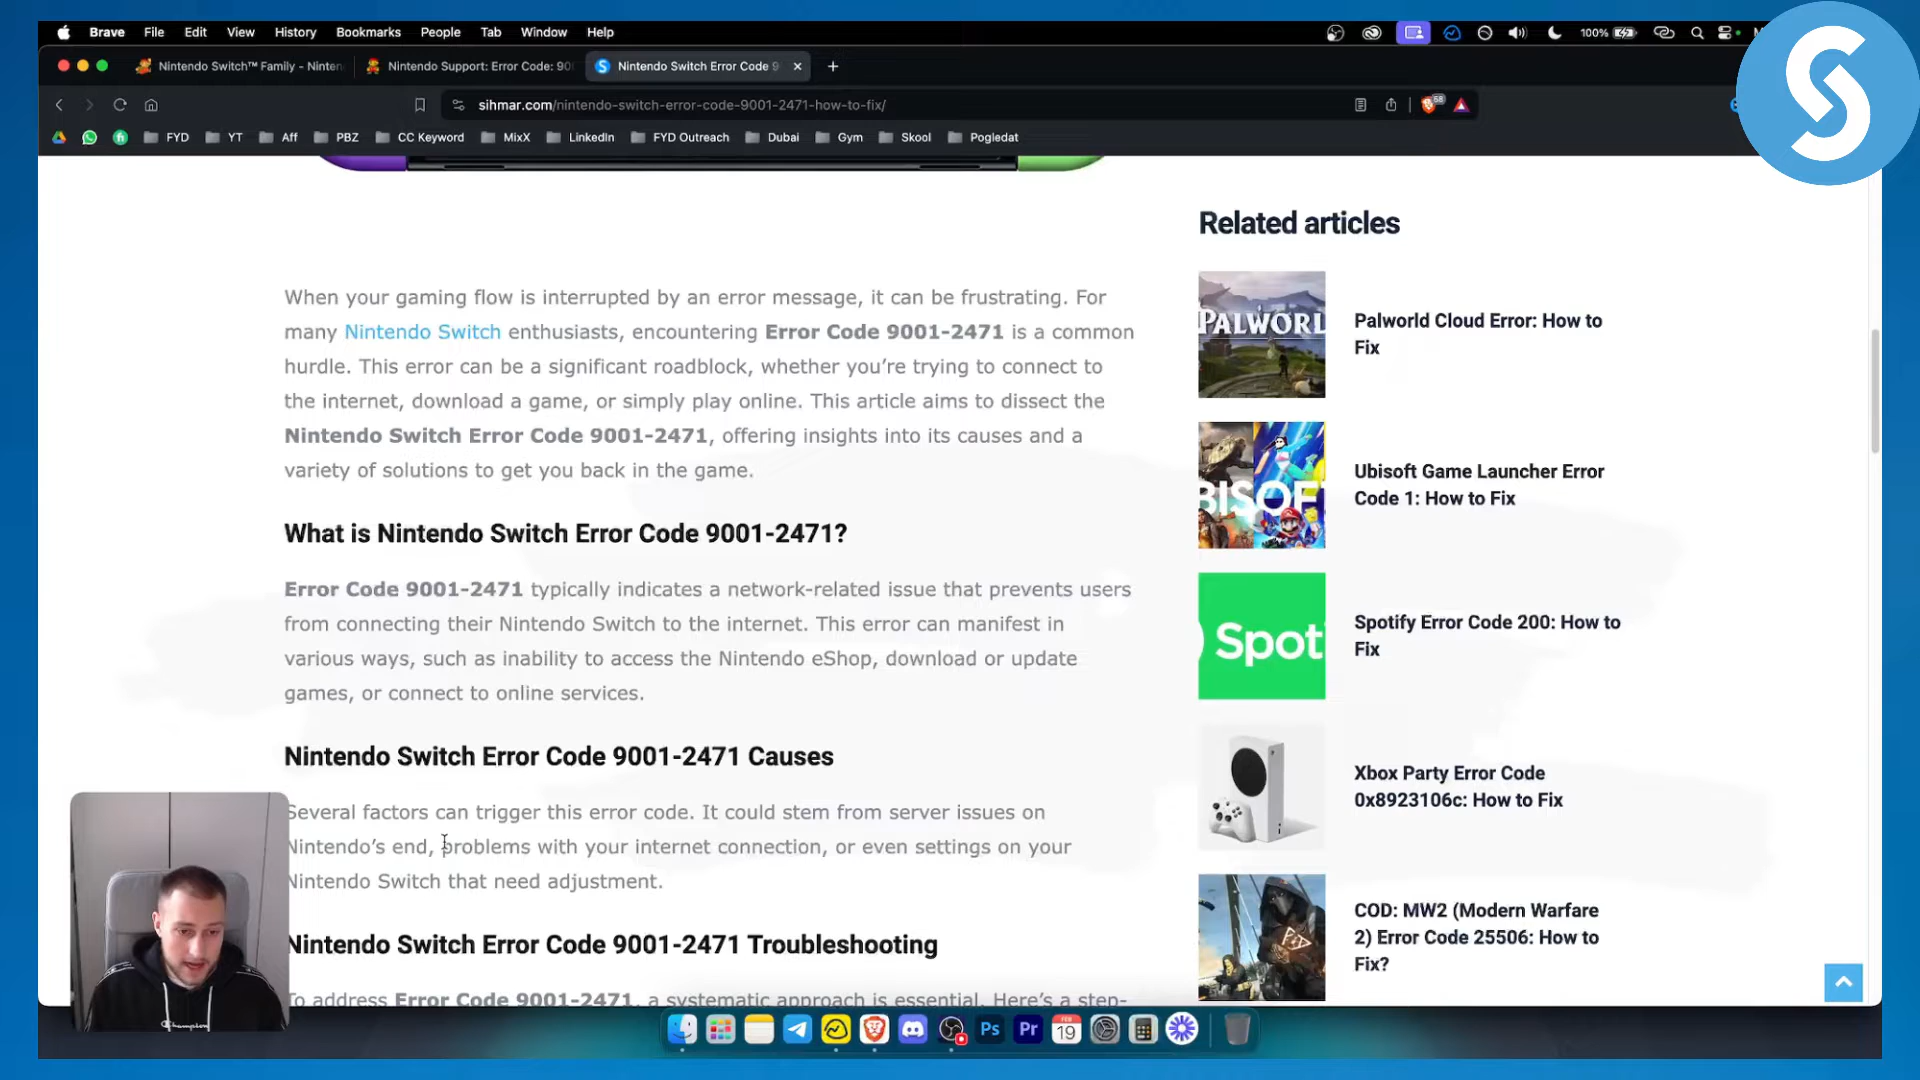 Brave File Edit View History Bookmarks People Tab Window Help 100%
Nintendo Switch™ Family - Ninten
Nintendo Support: Error Code: 90
Nintendo Switch Error Code 9
sihmar.com/nintendo-switch-error-code-9001-2471-how-to-fix/
68
FYD YT Aff PBZ CC Keyword MixX LinkedIn FYD Outreach Dubai Gym Skool Pogledat
When your gaming flow is interrupted by an error message, it can be frustrating. For
many Nintendo Switch enthusiasts, encountering Error Code 9001-2471 is a common
hurdle. This error can be a significant roadblock, whether you’re trying to connect to
the internet, download a game, or simply play online. This article aims to dissect the
Nintendo Switch Error Code 9001-2471, offering insights into its causes and a
variety of solutions to get you back in the game.
What is Nintendo Switch Error Code 9001-2471?
Error Code 9001-2471 typically indicates a network-related issue that prevents users
from connecting their Nintendo Switch to the internet. This error can manifest in
various ways, such as inability to access the Nintendo eShop, download or update
games, or connect to online services.
Nintendo Switch Error Code 9001-2471 Causes
Several factors can trigger this error code. It could stem from server issues on
Nintendo’s end, problems with your internet connection, or even settings on your
Nintendo Switch that need adjustment.
Nintendo Switch Error Code 9001-2471 Troubleshooting
To address Error Code 9001-2471, a systematic approach is essential. Here’s a step-
Related articles
PALWORL
Palworld Cloud Error: How to
Fix
BISOF
Ubisoft Game Launcher Error
Code 1: How to Fix
Spoti
Spotify Error Code 200: How to
Fix
Xbox Party Error Code
0x8923106c: How to Fix
COD: MW2 (Modern Warfare
2) Error Code 25506: How to
Fix?
Champion
Ps Pr FEB 19
S